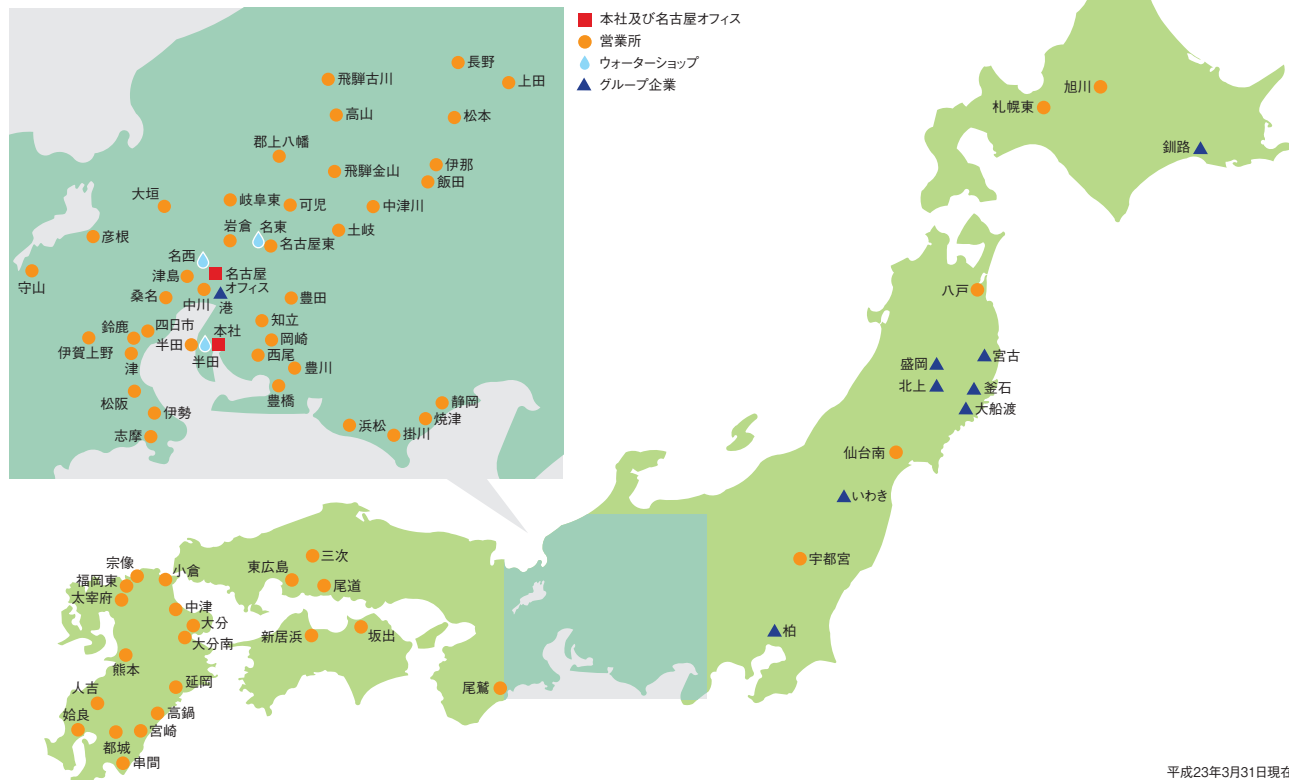 本社及び名古屋オフィス
営業所
ウォーターショップ
グループ企業
長野
飛騨古川
上田
高山
松本
郡上八幡
伊那
飛騨金山
飯田
大垣
岐阜東
可児
中津川
岩倉
名東
土岐
彦根
名古屋東
名西
守山
津島
名古屋
オフィス
桑名
中川
港
豊田
鈴鹿
四日市
本社
知立
伊賀上野
半田
半田
岡崎
津
西尾
豊川
豊橋
松阪
伊勢
静岡
志摩
浜松
焼津
掛川
旭川
札幌東
釧路
八戸
宮古
盛岡
北上
釜石
大船渡
仙台南
いわき
宇都宮
柏
宗像
小倉
福岡東
太宰府
三次
東広島
尾道
中津
大分
大分南
新居浜
坂出
熊本
尾鷲
人吉
延岡
姶良
高鍋
都城
宮崎
串間
平成23年3月31日現在